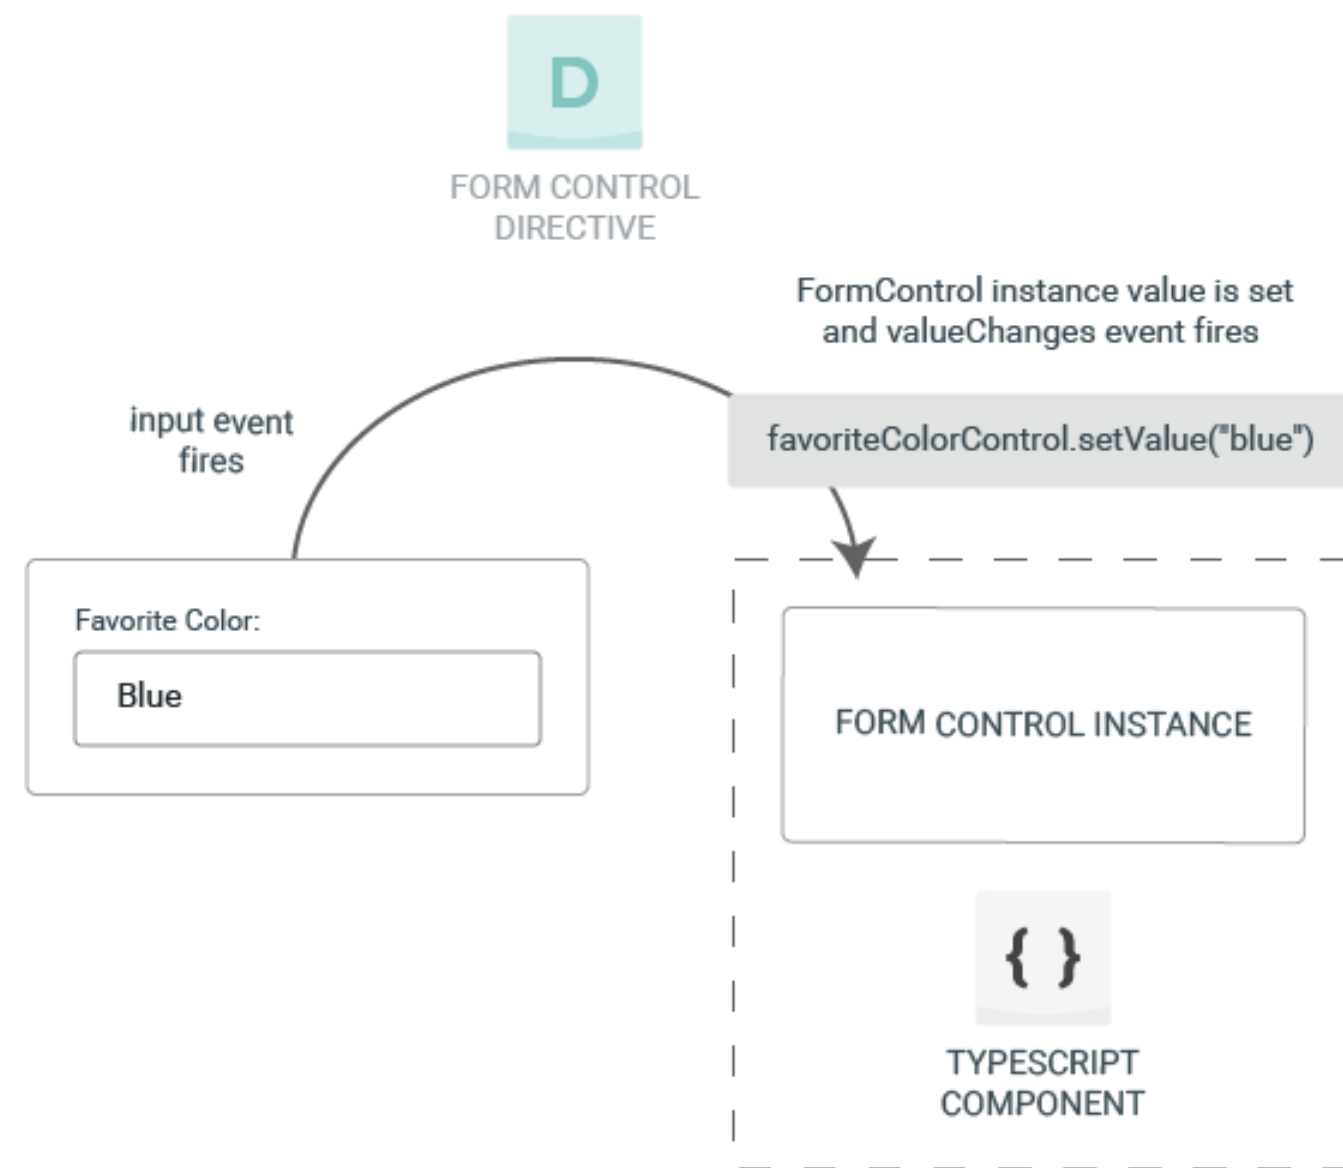 D
FORM CONTROL
DIRECTIVE
FormControl instance value is set
and valueChanges event fires
input event
fires
favoriteColorControl.setValue("blue")
Favorite Color:
Blue
FORM CONTROL INSTANCE
{ }
TYPESCRIPT
COMPONENT